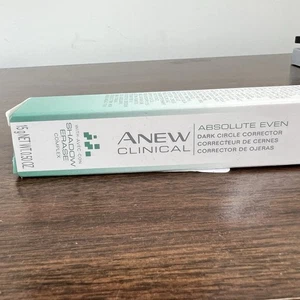 ANEW
CLINICAL
ABSOLUTE EVEN
DARK CIRCLE CORRECTOR
CORRECTEUR DE CERNES
CORRECTOR DE OJERAS
SHADOW
ERASE
COMPLEX